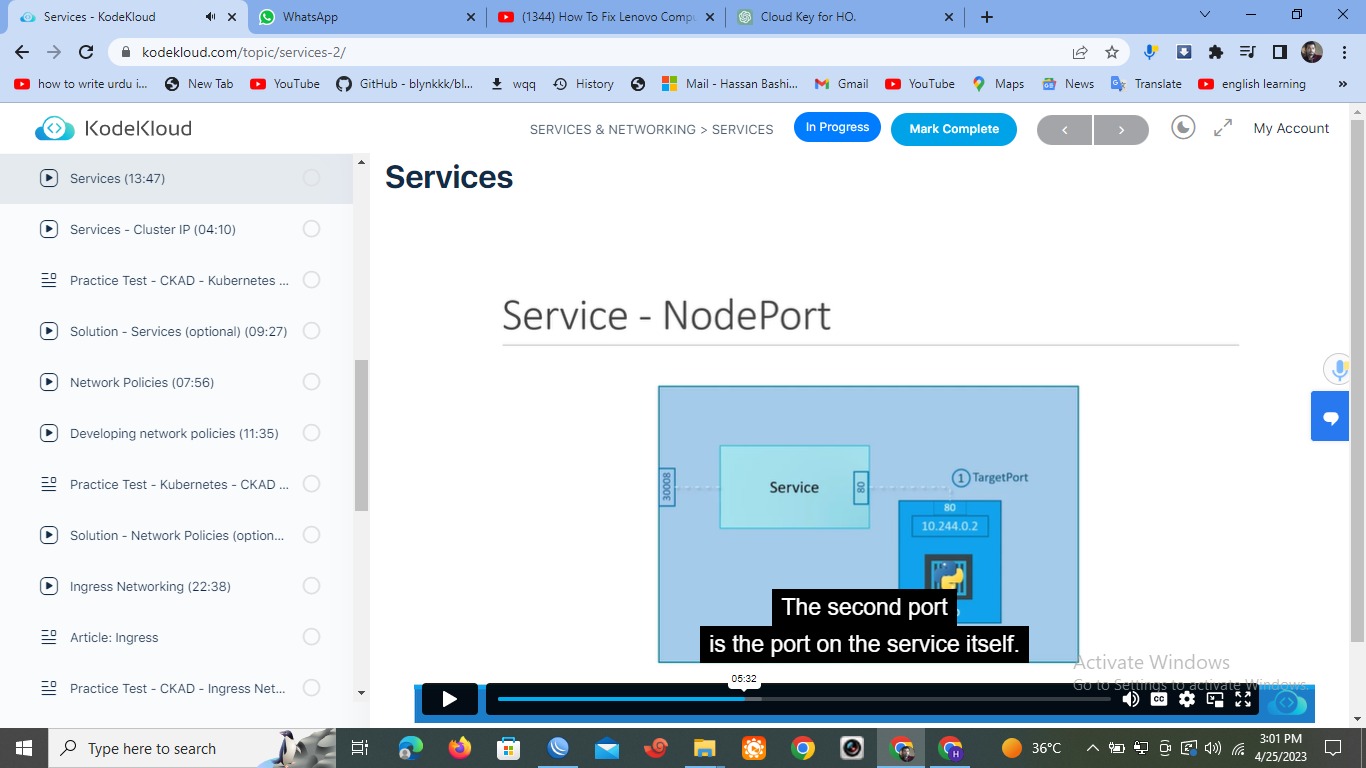 Services - KodeKloud
WhatsApp
(1344) How To Fix Lenovo Compu
Cloud Key for HO.
kodekloud.com/topic/services-2/
how to write urdu i...
New Tab
YouTube
GitHub - blynkkk/bl...
wqq
History
Mail - Hassan Bashi...
Gmail
YouTube
Maps
News
Translate
english learning
»
KodeKloud
SERVICES & NETWORKING > SERVICES
In Progress
Mark Complete
<
>
My Account
Services (13:47)
Services - Cluster IP (04:10)
Practice Test - CKAD - Kubernetes ...
Solution - Services (optional) (09:27)
Network Policies (07:56)
Developing network policies (11:35)
Practice Test - Kubernetes - CKAD ...
Solution - Network Policies (option...
Ingress Networking (22:38)
Article: Ingress
Practice Test - CKAD - Ingress Net...
Services
Service - NodePort
30008
Service
80
1 TargetPort
80
10.244.0.2
The second port
is the port on the service itself.
05:32
CC
Activate Windows
Go to Settings to activate Windows.
Type here to search
H
36°C
3:01 PM
4/25/2023